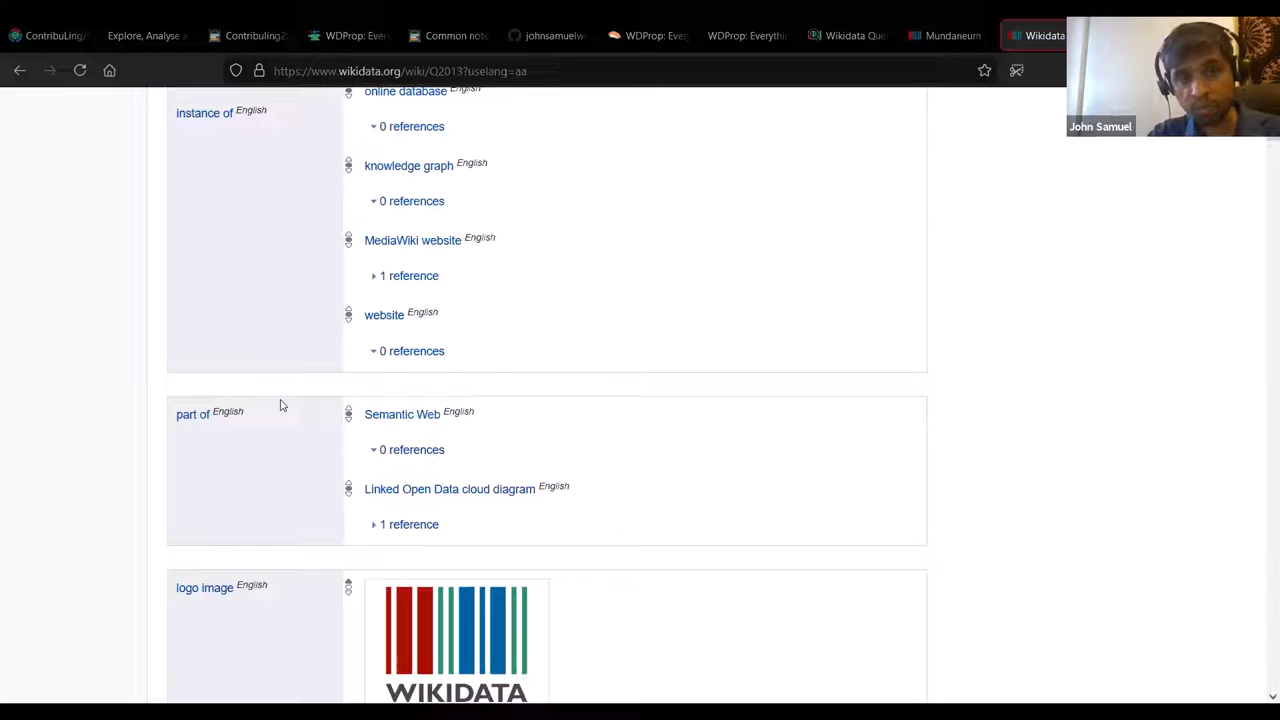 ContribuLing/
Explore, Analyse a
Contribuling2
WDProp: Ever
Common note
johnsamuelw
WDProp: Every
WDProp: Everythi
Wikidata Que
Mundaneum
Wikidata
https://www.wikidata.org/wiki/Q2013?uselang=aa
John Samuel
online database English
instance of English
0 references
knowledge graph English
0 references
MediaWiki website English
1 reference
website English
0 references
part of English
Semantic Web English
0 references
Linked Open Data cloud diagram English
1 reference
logo image English
WIKIDATA